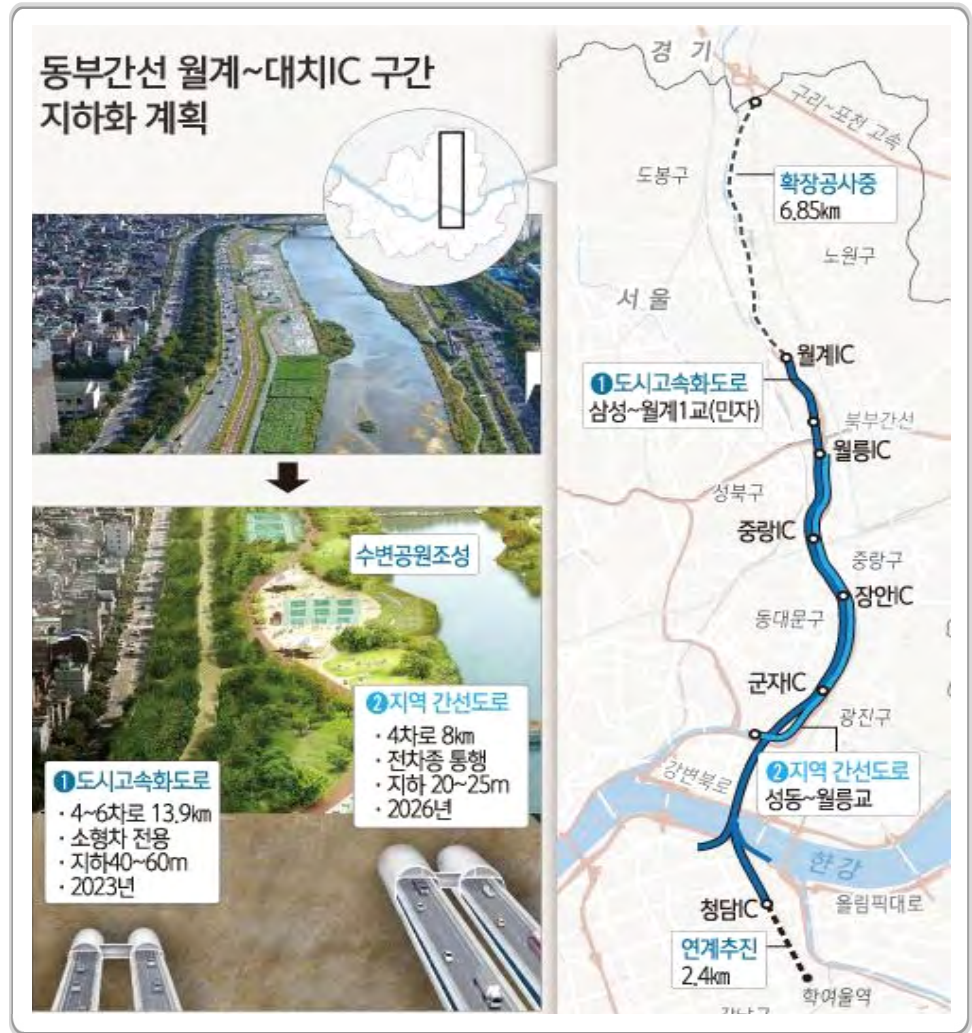 동부간선 월계~대치IC 구간
지하화 계획
수변공원조성
❷지역 간선도로
· 4차로 8km
· 전차종 통행
· 지하 20~25m
· 2026년
❶도시고속화도로
· 4~6차로 13.9km
· 소형차 전용
· 지하40~60m
· 2023년
경 기
구리~포천 고속
도봉구
확장공사중
6.85km
노원구
서 울
월계IC
❶도시고속화도로
삼성~월계1교(민자)
북부간선
월릉IC
성북구
중랑IC
중랑구
장안IC
동대문구
군자IC
광진구
강변북로
❷지역 간선도로
성동~월릉교
한 강
청담IC
올림픽대로
연계추진
2.4km
학여울역